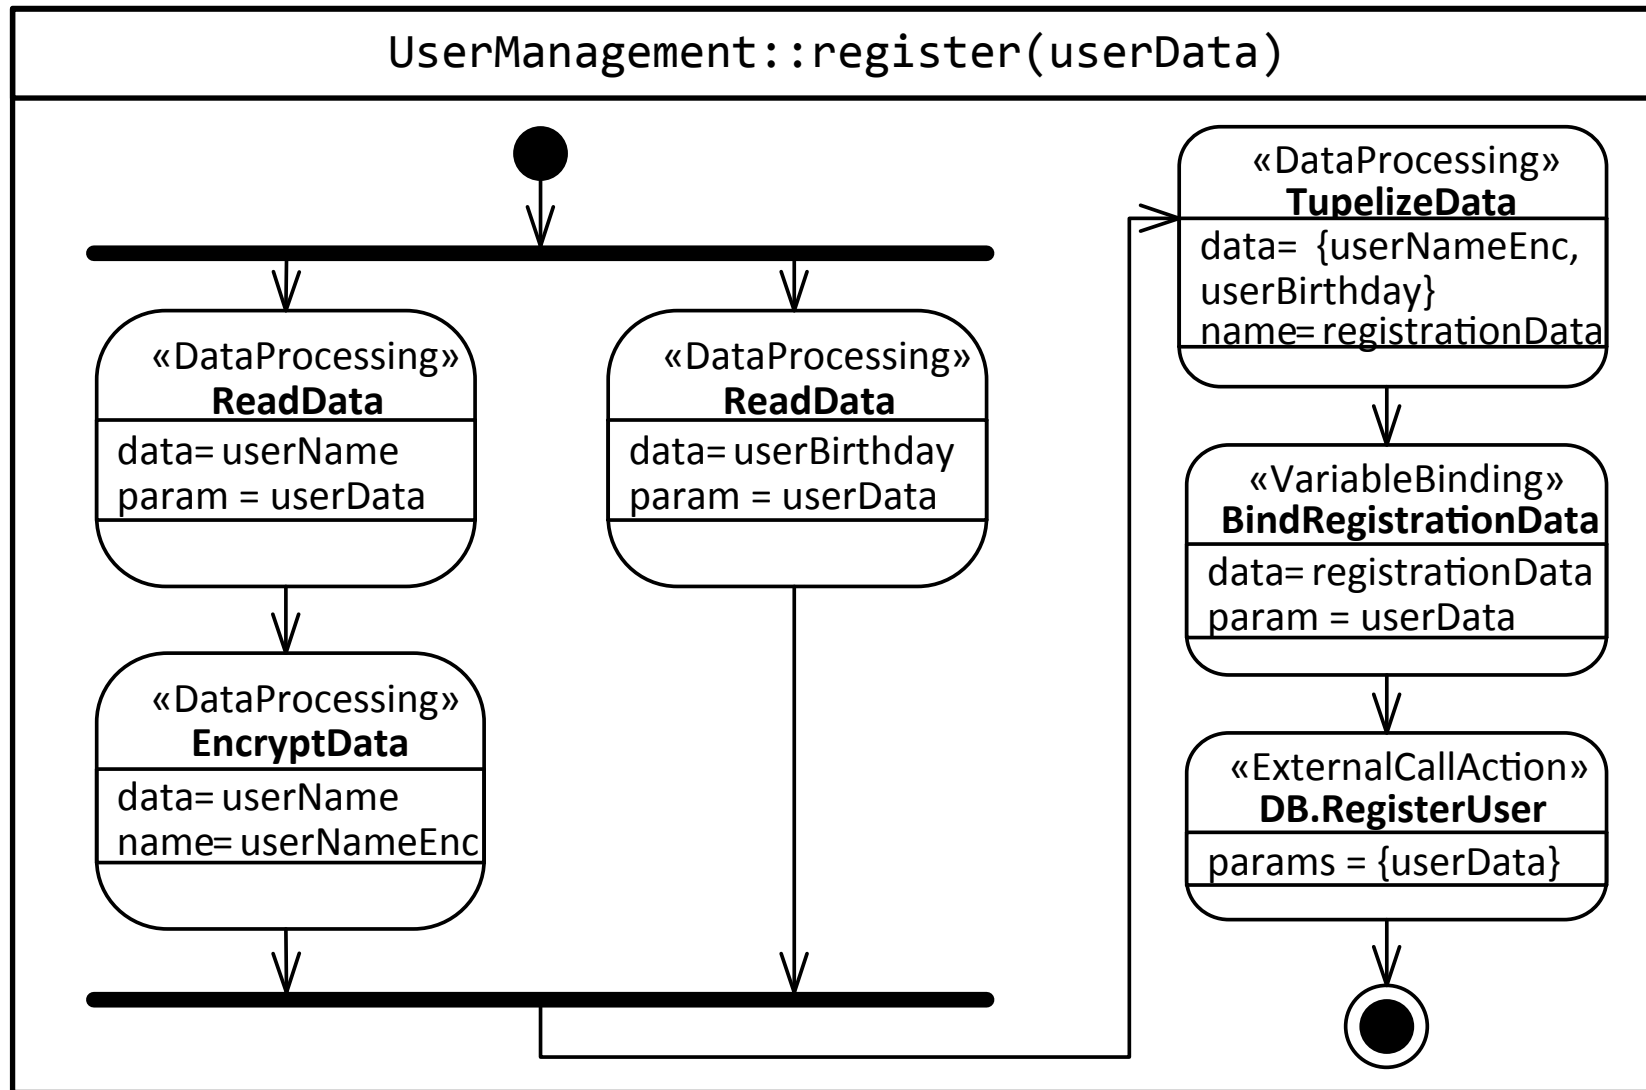 UserManagement::register(userData)
«DataProcessing»
ReadData
data= userName
param = userData
«DataProcessing»
EncryptData
data= userName
name= userNameEnc
«DataProcessing»
ReadData
data= userBirthday
param = userData
«DataProcessing»
TupelizeData
data= {userNameEnc,
userBirthday}
name= registrationData
«VariableBinding»
BindRegistrationData
data= registrationData
param = userData
«ExternalCallAction»
DB.RegisterUser
params = {userData}